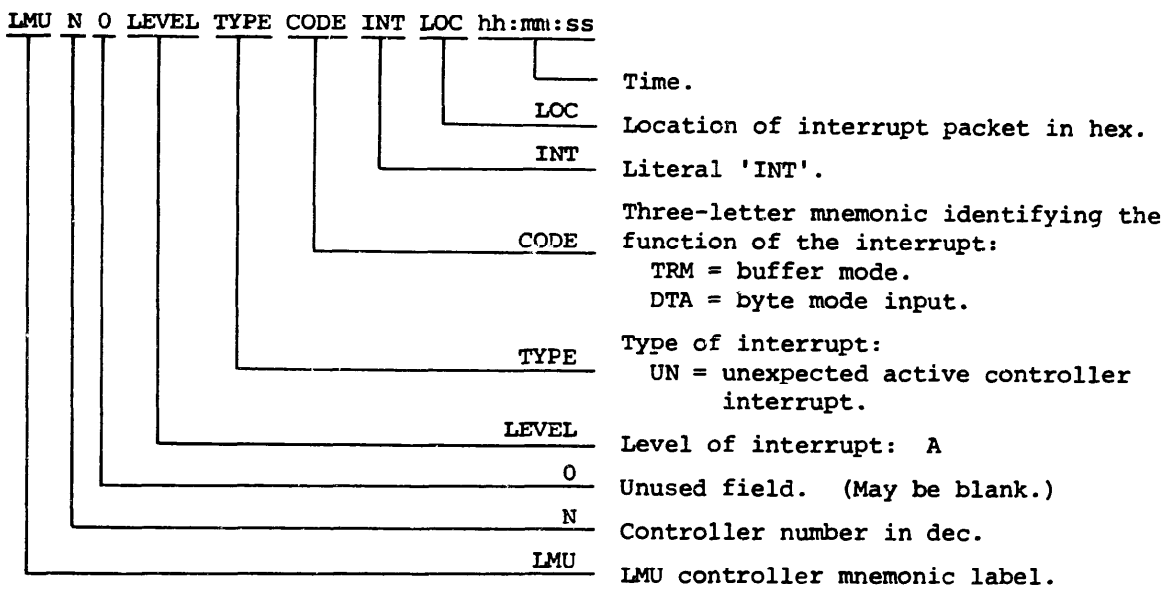 LMU N O LEVEL TYPE CODE INT LOC hh:mm:ss
Time.
LOC
Location of interrupt packet in hex.
INT
Literal 'INT'.
Three-letter mnemonic identifying the
CODE function of the interrupt:
TRM = buffer mode.
DTA = byte mode input.
TYPE
Type of interrupt:
UN = unexpected active controller
interrupt.
LEVEL
Level of interrupt: A
O
Unused field. (May be blank.)
N
Controller number in dec.
LMU
LMU controller mnemonic label.